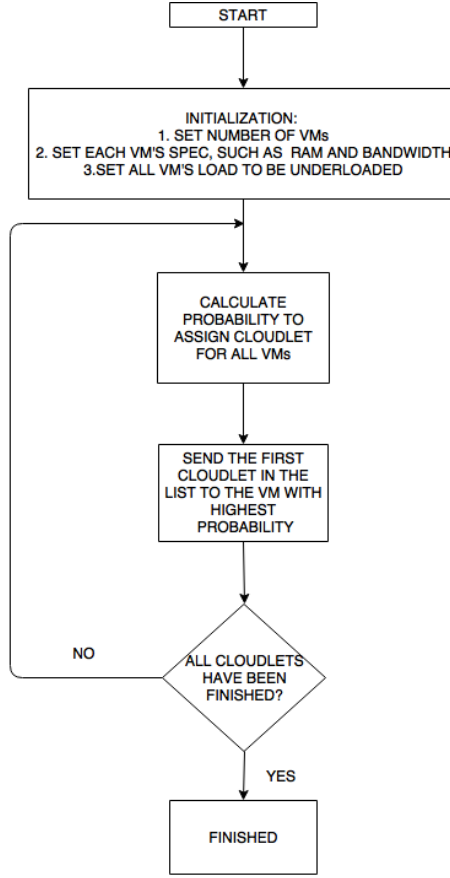 START
INITIALIZATION:
1. SET NUMBER OF VMs
2. SET EACH VM'S SPEC, SUCH AS RAM AND BANDWIDTH
3.SET ALL VM'S LOAD TO BE UNDERLOADED
CALCULATE
PROBABILITY TO
ASSIGN CLOUDLET
FOR ALL VMs
SEND THE FIRST
CLOUDLET IN THE
LIST TO THE VM WITH
HIGHEST
PROBABILITY
NO
ALL CLOUDLETS
HAVE BEEN
FINISHED?
YES
FINISHED